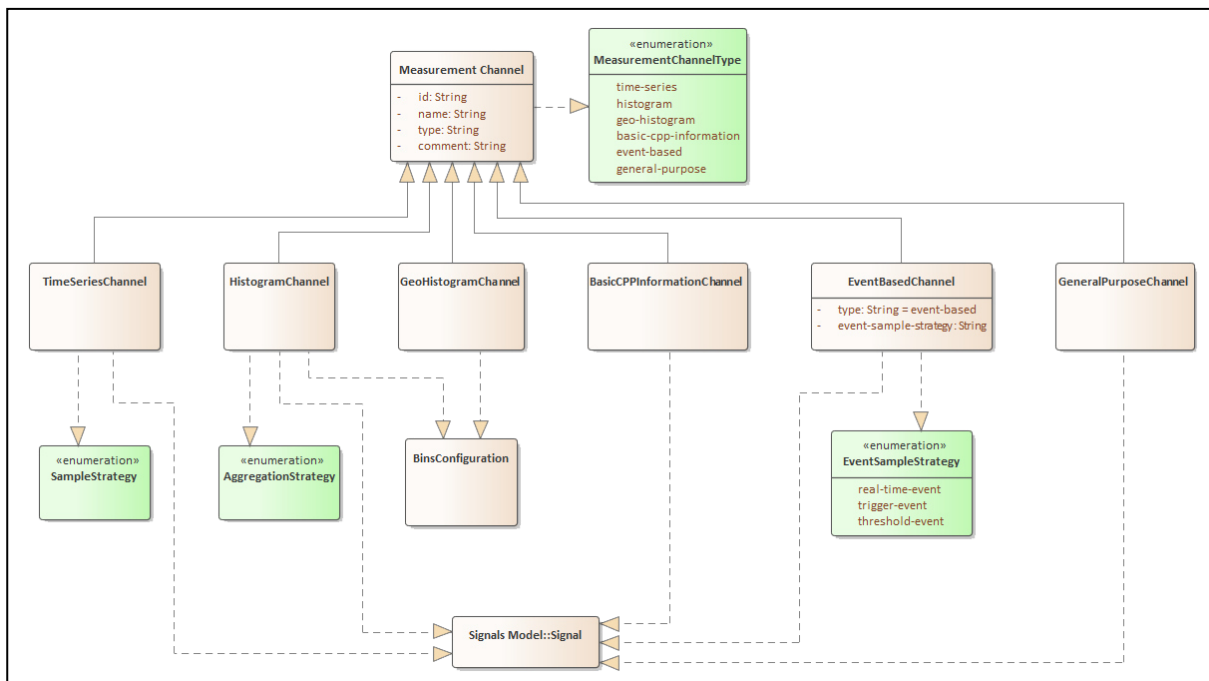 Measurement Channel
- id: String
- name: String
- type: String
- comment: String
«enumeration»
MeasurementChannelType
time-series
histogram
geo-histogram
basic-cpp-information
event-based
general-purpose
TimeSeriesChannel
HistogramChannel
GeoHistogramChannel
BasicCPPInformationChannel
EventBasedChannel
- type: String = event-based
- event-sample-strategy: String
GeneralPurposeChannel
«enumeration»
SampleStrategy
«enumeration»
AggregationStrategy
BinsConfiguration
«enumeration»
EventSampleStrategy
real-time-event
trigger-event
threshold-event
Signals Model::Signal